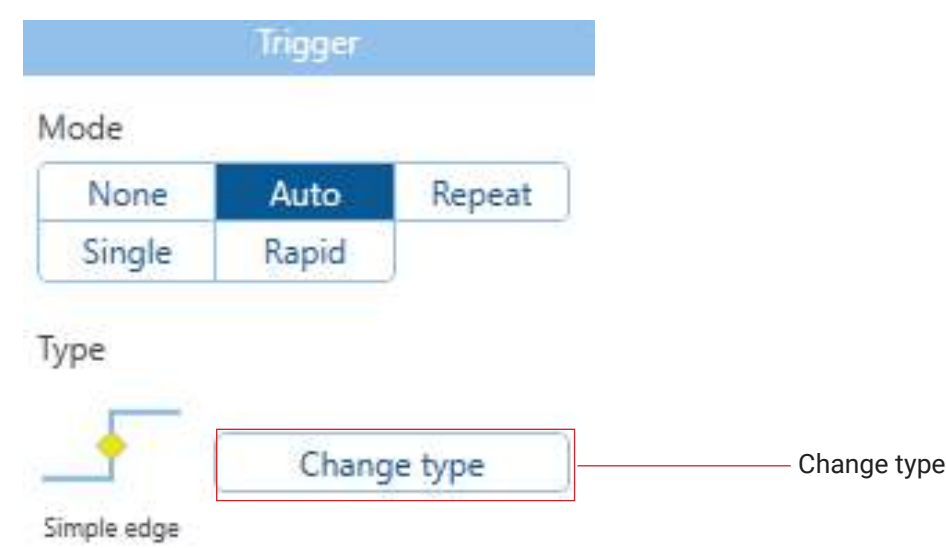 Trigger
Mode
None Auto Repeat
Single Rapid
Type
Change type
Change type
Simple edge